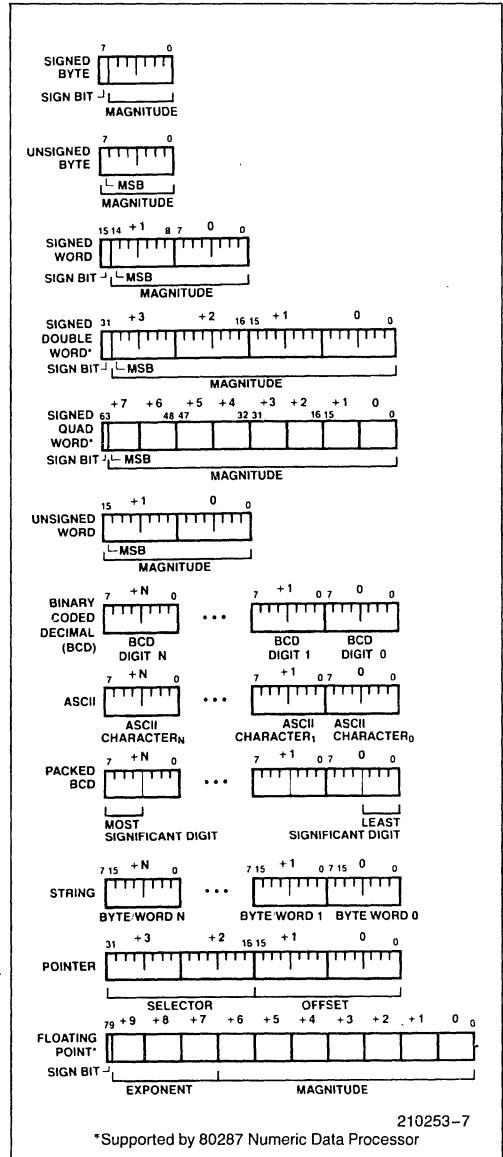 7 0
SIGNED
BYTE
SIGN BIT
MAGNITUDE
7 0
UNSIGNED
BYTE
MSB
MAGNITUDE
15 14 +1 8 7 0 0
SIGNED
WORD
SIGN BIT MSB
MAGNITUDE
31 +3 +2 16 15 +1 0 0
SIGNED
DOUBLE
WORD*
SIGN BIT MSB
MAGNITUDE
+7 +6 +5 +4 +3 +2 +1 0
63 48 47 32 31 16 15 0
SIGNED
QUAD
WORD*
SIGN BIT MSB
MAGNITUDE
15 +1 0 0
UNSIGNED
WORD
MSB
MAGNITUDE
7 +N 0 7 +1 0 7 0 0
BINARY
CODED
DECIMAL
(BCD)
...
BCD DIGIT N BCD DIGIT 1 BCD DIGIT 0
7 +N 0 7 +1 0 7 0 0
ASCII ...
ASCII ASCII ASCII
CHARACTERN CHARACTER1 CHARACTER0
7 +N 0 7 +1 0 7 0 0
PACKED
BCD
...
MOST LEAST
SIGNIFICANT DIGIT SIGNIFICANT DIGIT
7 15 +N 0 7 15 +1 0 7 15 0 0
STRING ...
BYTE/WORD N BYTE/WORD 1 BYTE WORD 0
31 +3 +2 16 15 +1 0 0
POINTER
SELECTOR OFFSET
79 +9 +8 +7 +6 +5 +4 +3 +2 +1 0 0
FLOATING
POINT*
SIGN BIT
EXPONENT MAGNITUDE
210253-7
*Supported by 80287 Numeric Data Processor